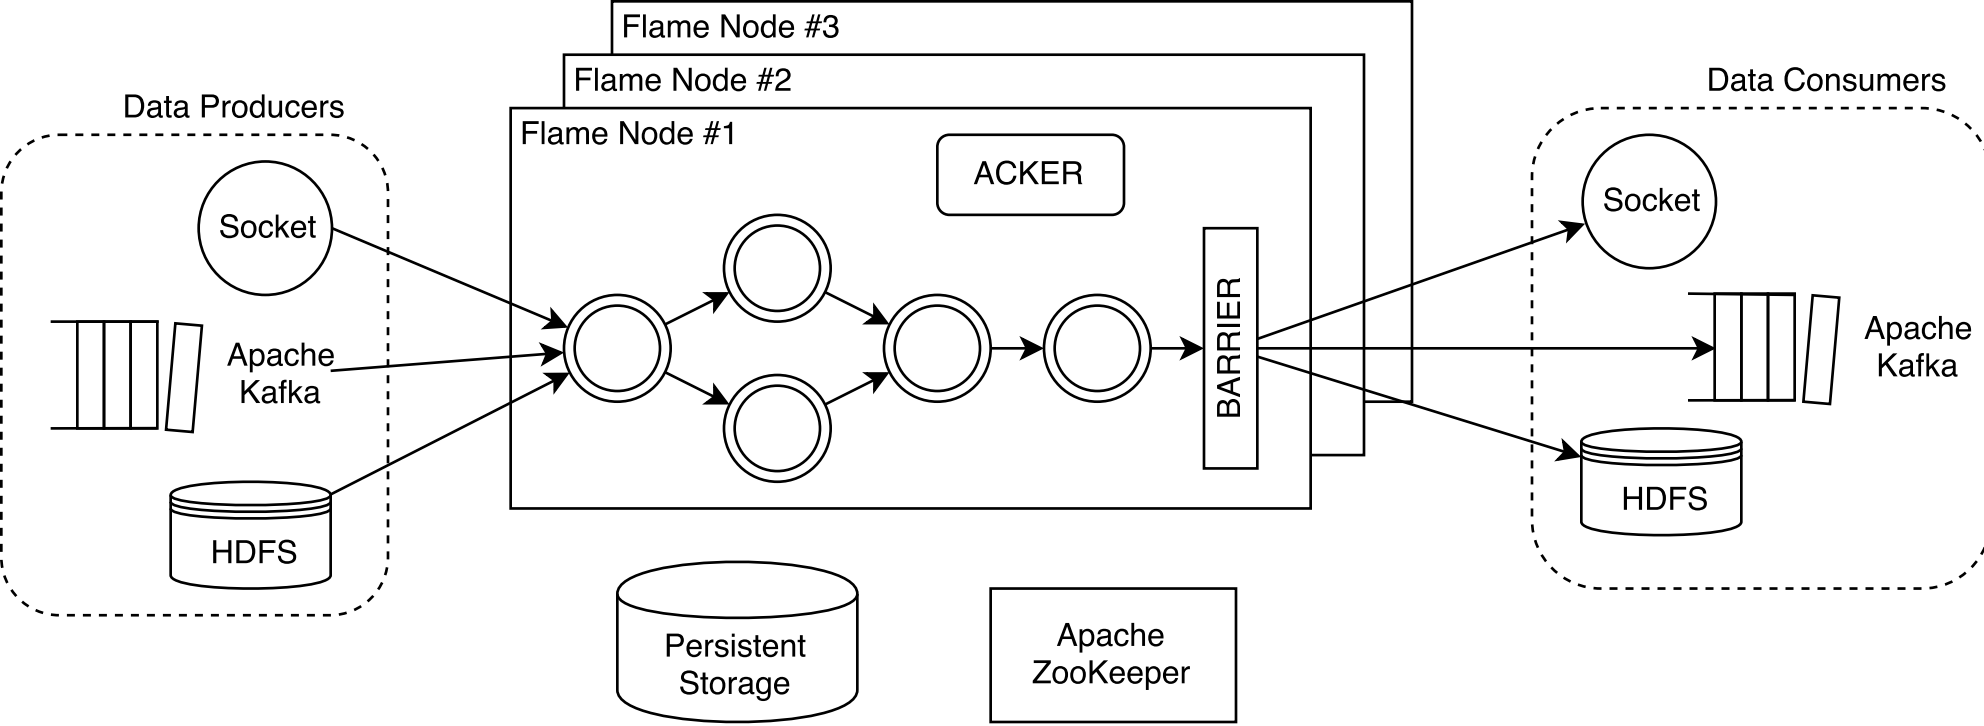 Flame Node #3
Flame Node #2
Flame Node #1
Data Producers
Socket
Apache
Kafka
HDFS
ACKER
BARRIER
Data Consumers
Socket
Apache
Kafka
HDFS
Persistent
Storage
Apache
ZooKeeper